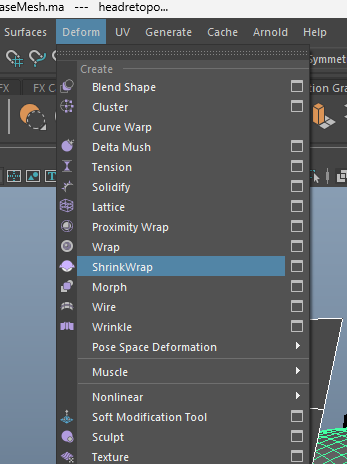 aseMesh.ma --- headretopo...
Surfaces Deform UV Generate Cache Arnold Help
Symmet
FX FX C
tion Gra
Create
Blend Shape
Cluster
Curve Warp
Delta Mush
Tension
Solidify
Lattice
Proximity Wrap
Wrap
ShrinkWrap
Morph
Wire
Wrinkle
Pose Space Deformation
Muscle
Nonlinear
Soft Modification Tool
Sculpt
Texture